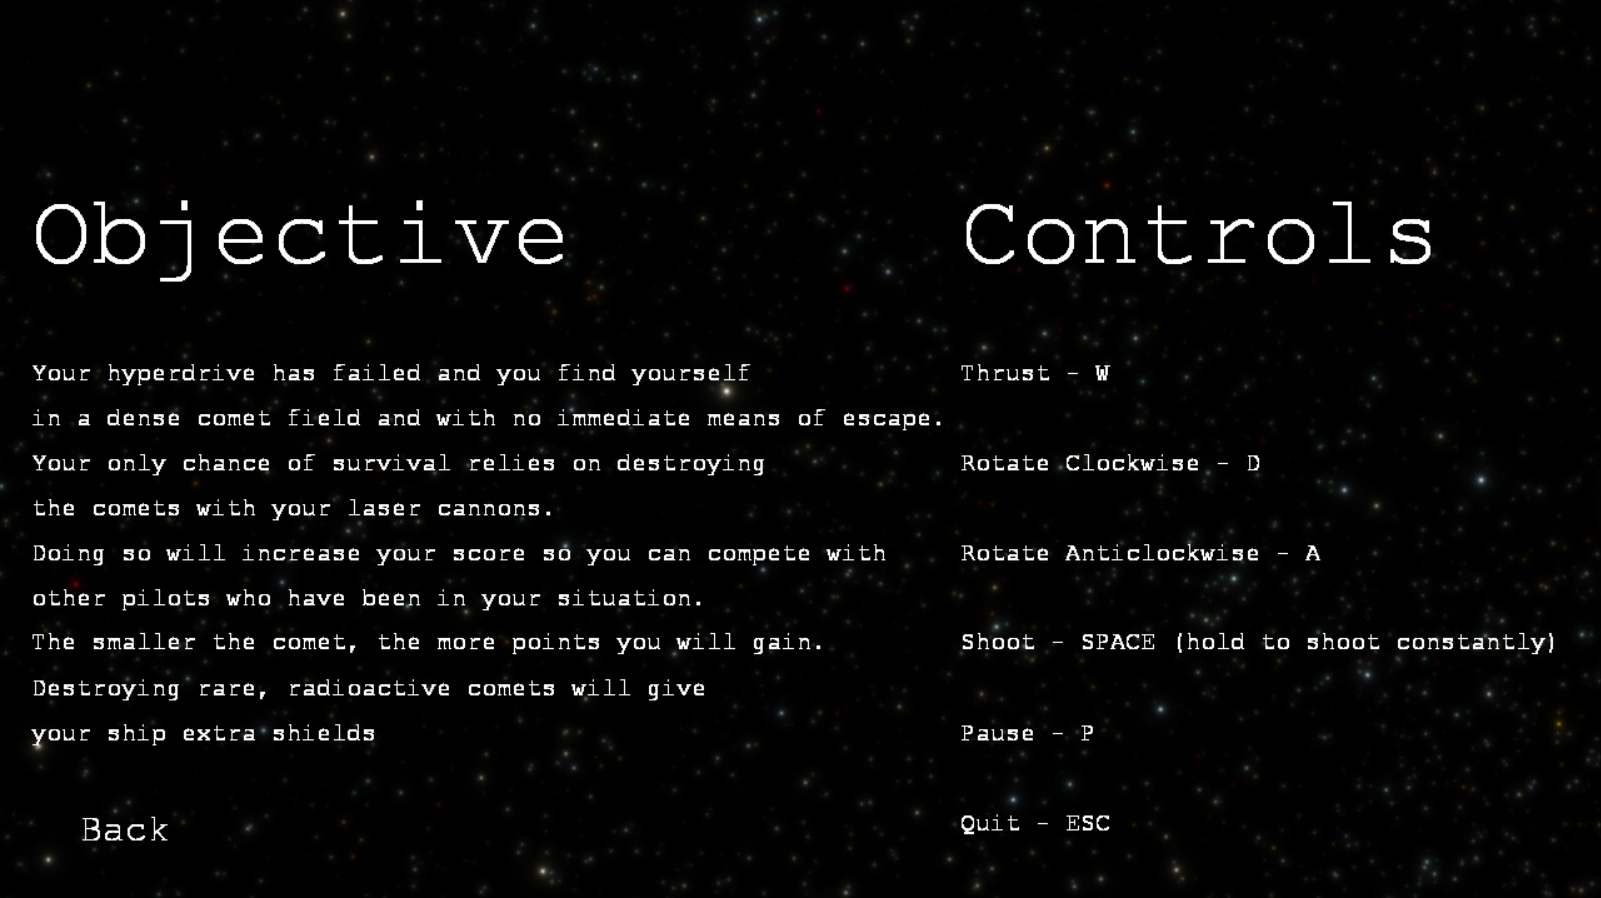 Objective
Your hyperdrive has failed and you find yourself
in a dense comet field and with no immediate means of escape.
Your only chance of survival relies on destroying
the comets with your laser cannons.
Doing so will increase your score so you can compete with
other pilots who have been in your situation.
The smaller the comet, the more points you will gain.
Destroying rare, radioactive comets will give
your ship extra shields
Back
Controls
Thrust - W
Rotate Clockwise - D
Rotate Anticlockwise - A
Shoot - SPACE (hold to shoot constantly)
Pause - P
Quit - ESC